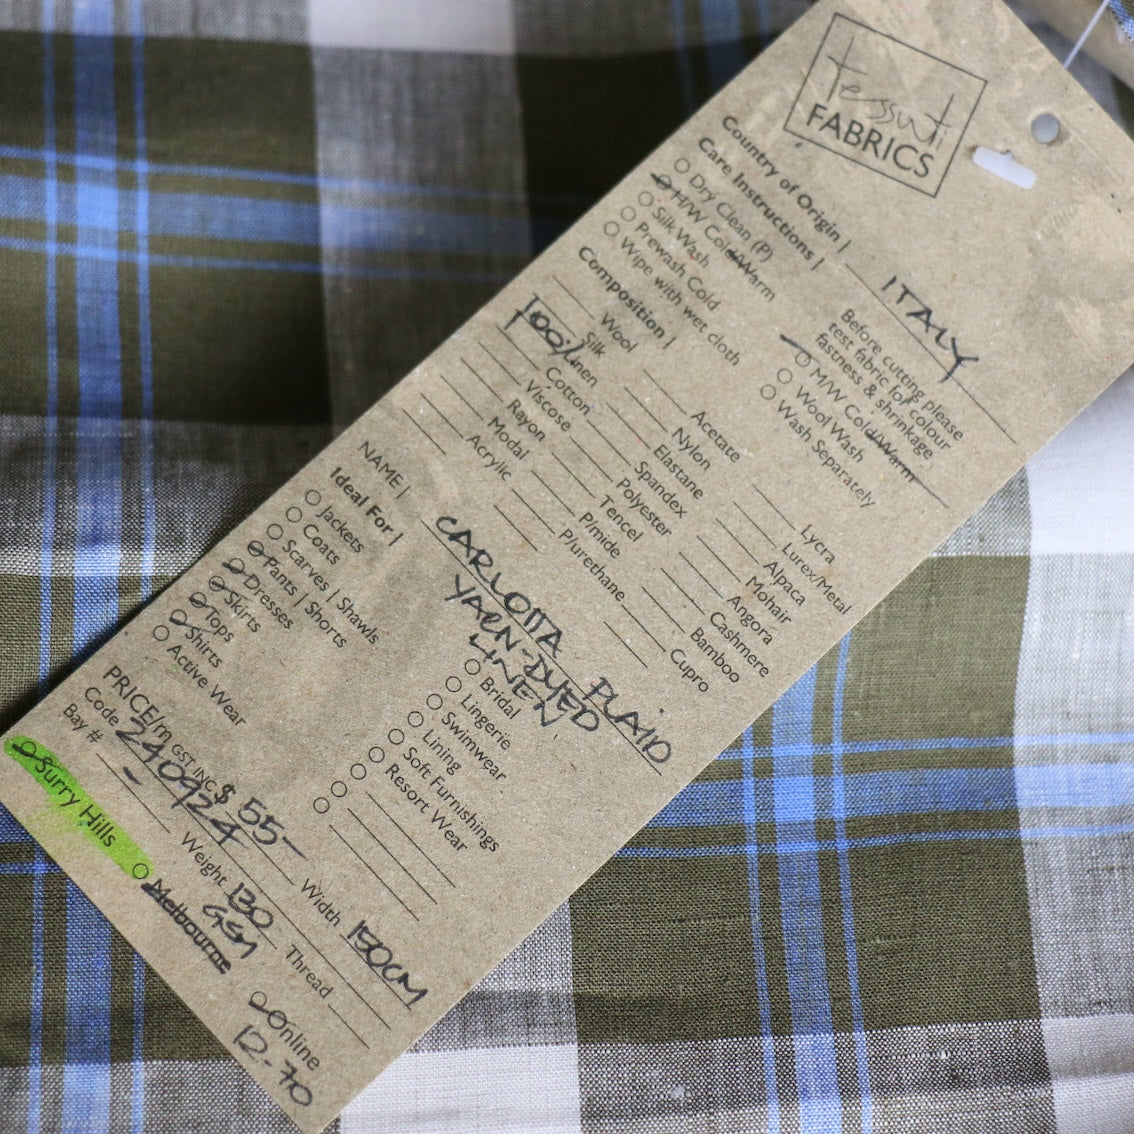 tessuti
FABRICS
Country of Origin | ITALY
Care Instructions |
Dry Clean (P)
H/W Cold/Warm
Silk Wash
Prewash Cold
Wipe with wet cloth
Before cutting please
test fabric for colour
fastness & shrinkage
M/W Cold/Warm
Wool Wash
Wash Separately
Composition |
Wool
Silk
100% Linen
Cotton
Viscose
Rayon
Modal
Acrylic
Acetate
Nylon
Elastane
Spandex
Polyester
Tencel
P/mide
P/urethane
Lycra
Lurex/Metal
Alpaca
Mohair
Angora
Cashmere
Bamboo
Cupro
NAME | CARLOTTA PLAID
YARN-DYED
LINEN
Ideal For |
Jackets
Coats
Scarves | Shawls
Pants | Shorts
Dresses
Skirts
Tops
Shirts
Active Wear
Bridal
Lingerie
Swimwear
Lining
Soft Furnishings
Resort Wear
PRICE/m GST INC $ 55-
Width 150CM
Code 240924
Weight 130
GSM
Thread
Bay # -
Surry Hills
Melbourne
Online
12-70